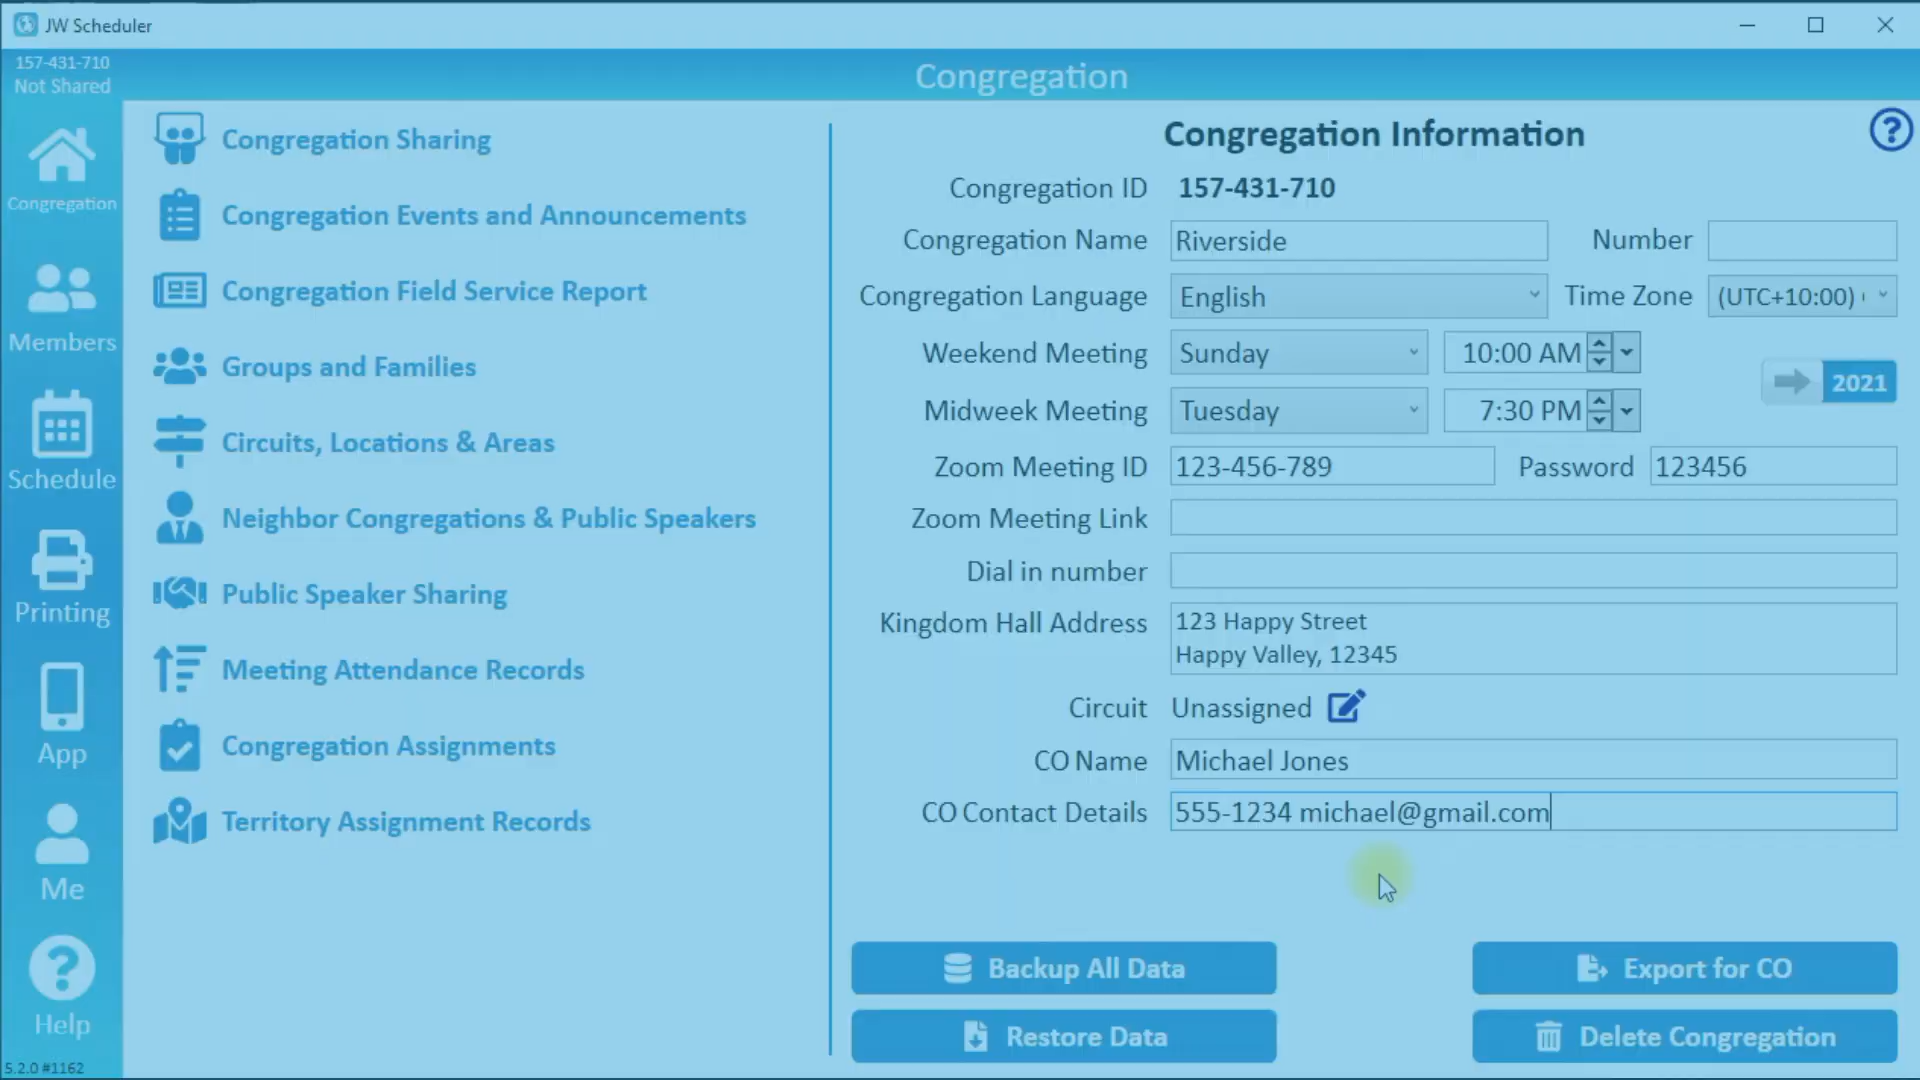 JW Scheduler
157-431-710
Not Shared
Congregation
Congregation
Members
Schedule
Printing
App
Me
Help
5.2.0 #1162
Congregation Sharing
Congregation Events and Announcements
Congregation Field Service Report
Groups and Families
Circuits, Locations & Areas
Neighbor Congregations & Public Speakers
Public Speaker Sharing
Meeting Attendance Records
Congregation Assignments
Territory Assignment Records
Congregation Information
Congregation ID 157-431-710
Congregation Name Riverside Number
Congregation Language English Time Zone (UTC+10:00)
Weekend Meeting Sunday 10:00 AM
2021
Midweek Meeting Tuesday 7:30 PM
Zoom Meeting ID 123-456-789 Password 123456
Zoom Meeting Link
Dial in number
Kingdom Hall Address 123 Happy Street
Happy Valley, 12345
Circuit Unassigned
CO Name Michael Jones
CO Contact Details 555-1234 michael@gmail.com
Backup All Data Export for CO
Restore Data Delete Congregation